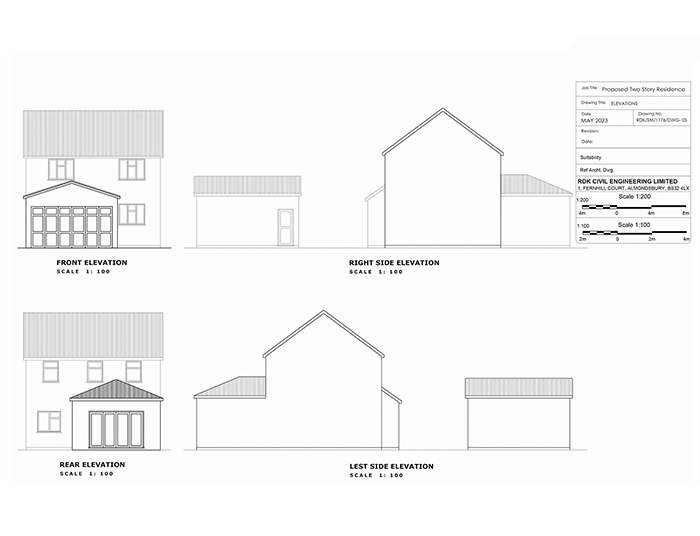 Job Title: Proposed Two Story Residence
Drawing Title: ELEVATIONS
Date: MAY 2023
Drawing No. RDK/SM/1176/DWG- 03
Revision:
Date:
Suitability
Ref Archt. Dwg.
RDK CIVIL ENGINEERING LIMITED
1, FERNHILL COURT, ALMONDSBURY, BS32 4LX
Scale 1:200
1:200
4m 0 4m 8m
Scale 1:100
1:100
2m 0 2m 4m
FRONT ELEVATION
SCALE 1: 100
RIGHT SIDE ELEVATION
SCALE 1: 100
REAR ELEVATION
SCALE 1: 100
LEST SIDE ELEVATION
SCALE 1: 100